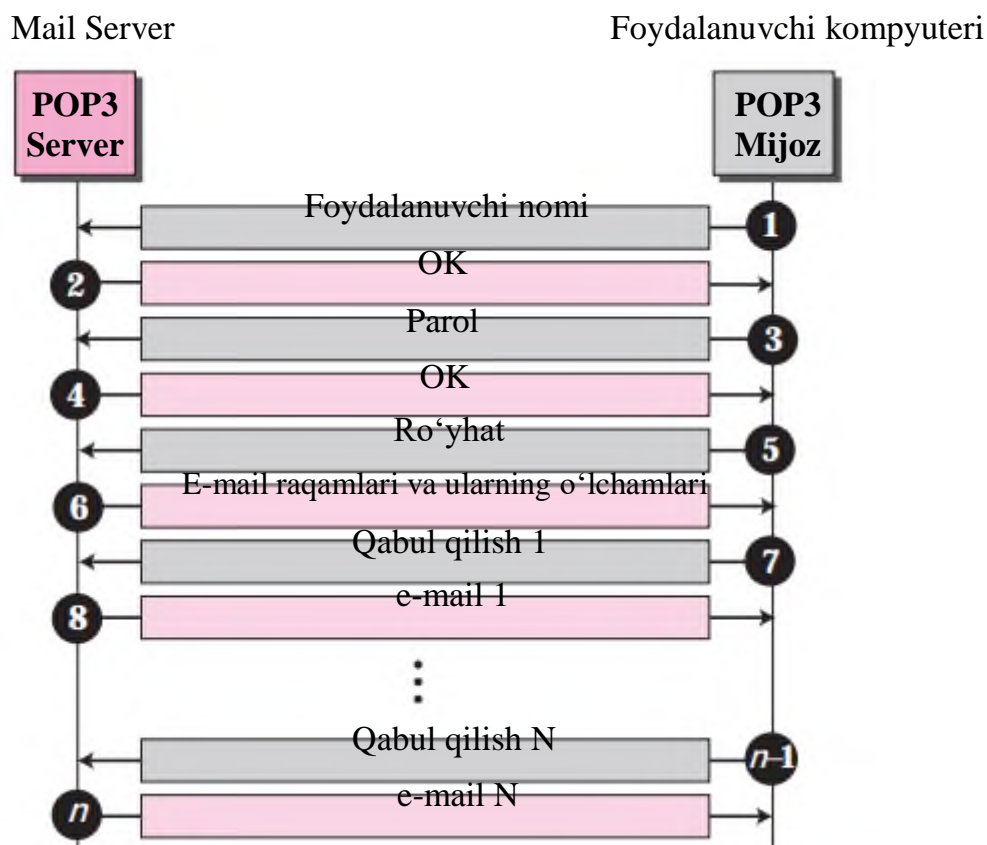 Mail Server
Foydalanuvchi kompyuteri
POP3
Server
POP3
Mijoz
Foydalanuvchi nomi
1
OK
2
Parol
3
OK
4
Ro‘yhat
5
E-mail raqamlari va ularning o‘lchamlari
6
Qabul qilish 1
7
e-mail 1
8
Qabul qilish N
n-1
e-mail N
n